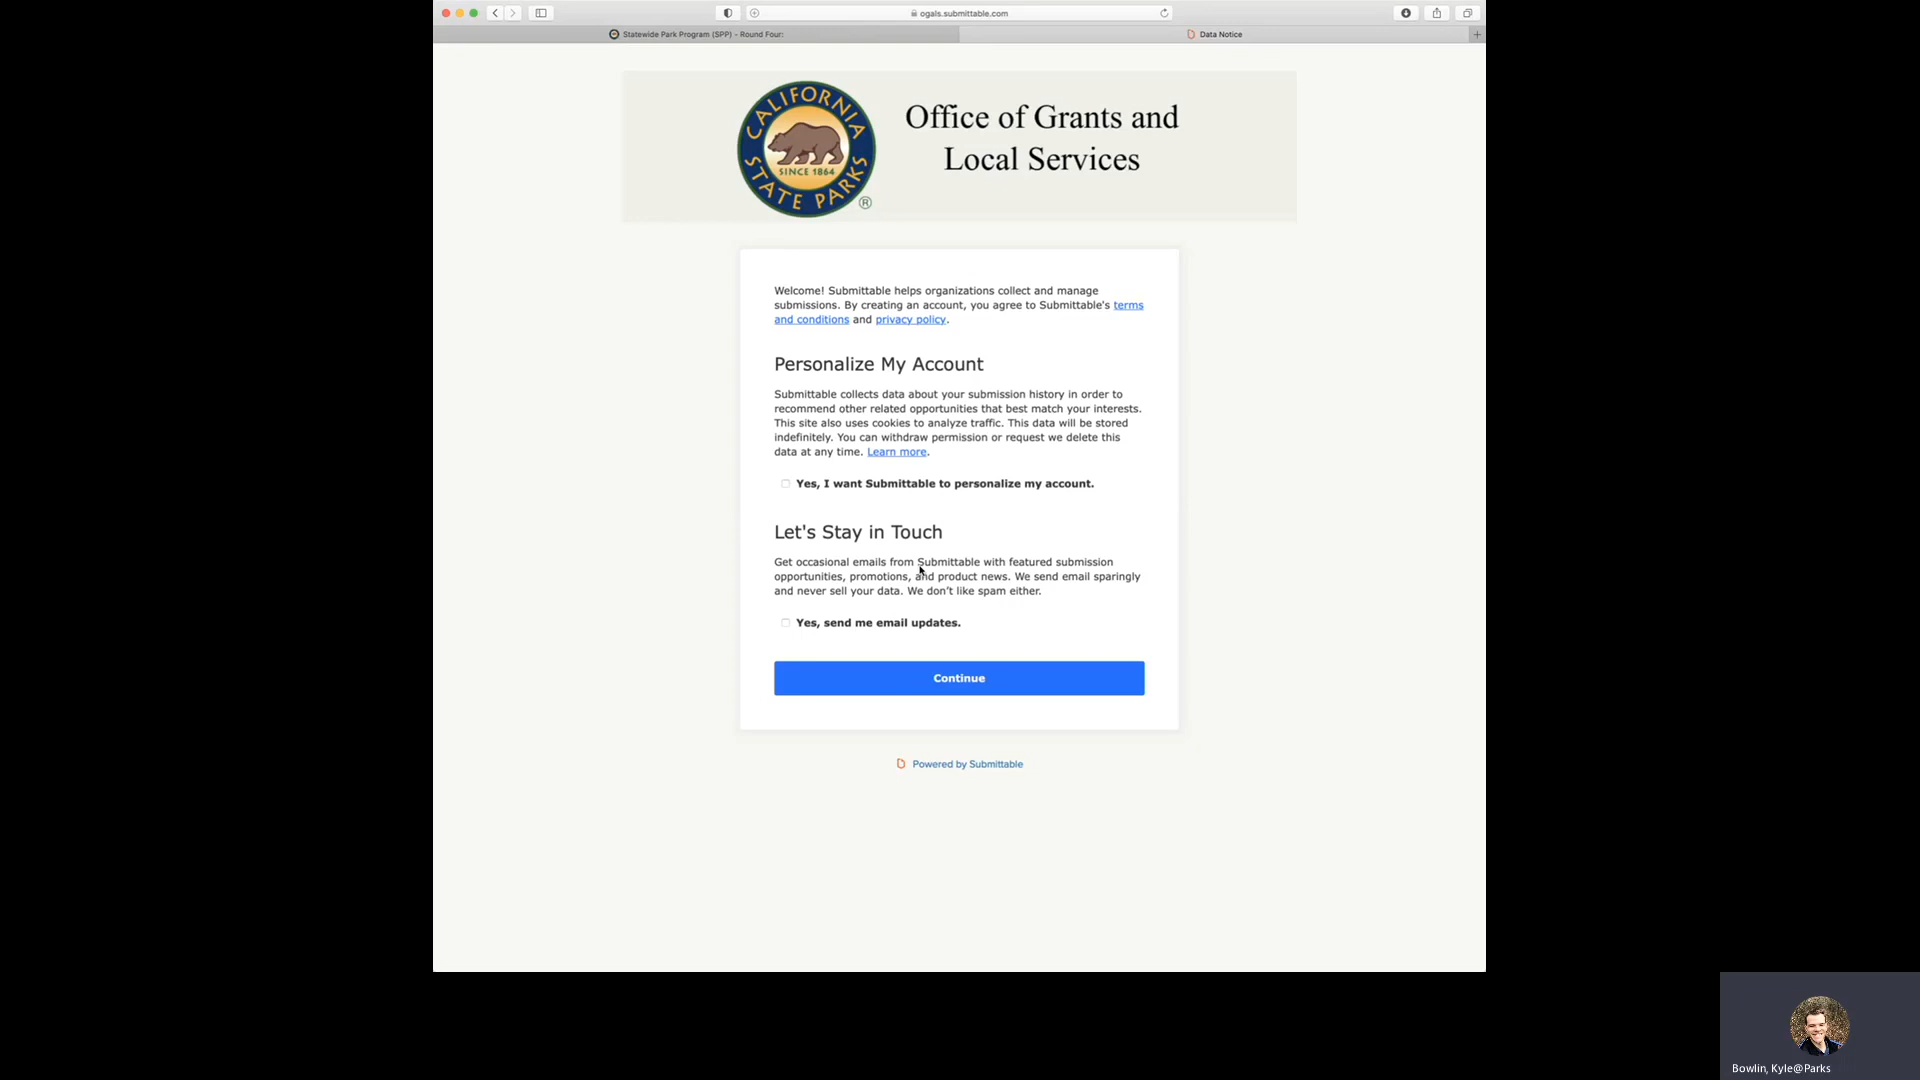 ogals.submittable.com
Statewide Park Program (SPP) - Round Four:
Data Notice
CALIFORNIA
STATE PARKS
SINCE 1864
®
Office of Grants and
Local Services
Welcome! Submittable helps organizations collect and manage
submissions. By creating an account, you agree to Submittable's terms
and conditions and privacy policy.
Personalize My Account
Submittable collects data about your submission history in order to
recommend other related opportunities that best match your interests.
This site also uses cookies to analyze traffic. This data will be stored
indefinitely. You can withdraw permission or request we delete this
data at any time. Learn more.
Yes, I want Submittable to personalize my account.
Let's Stay in Touch
Get occasional emails from Submittable with featured submission
opportunities, promotions, and product news. We send email sparingly
and never sell your data. We don’t like spam either.
Yes, send me email updates.
Continue
Powered by Submittable
Bowlin, Kyle@Parks